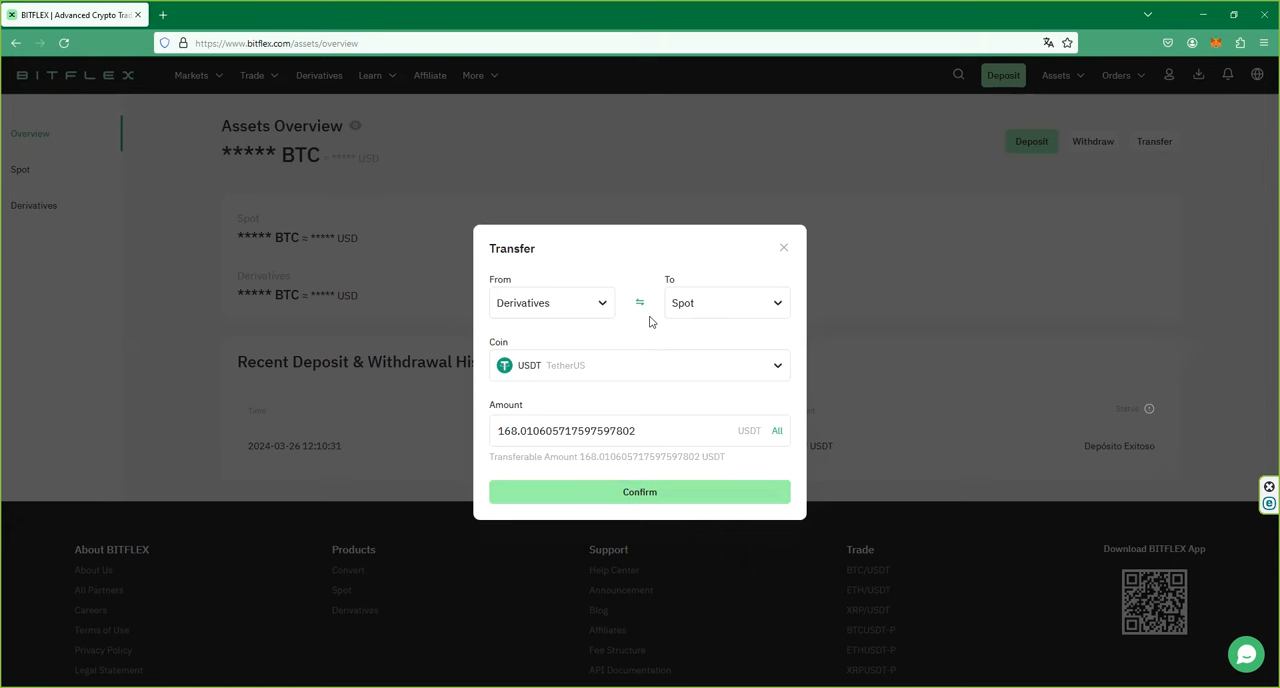 BITFLEX | Advanced Crypto Trad
https://www.bitflex.com/assets/overview
BITFLEX
Markets
Trade
Derivatives
Learn
Affiliate
More
Deposit
Assets
Orders
Overview
Spot
Derivatives
Assets Overview
***** BTC ≈ ***** USD
Deposit
Withdraw
Transfer
Spot
***** BTC ≈ ***** USD
Derivatives
***** BTC ≈ ***** USD
Transfer
From
To
Derivatives
Spot
Coin
USDT TetherUS
Amount
168.010605717597597802 USDT All
Transferable Amount 168.010605717597597802 USDT
Confirm
Recent Deposit & Withdrawal His
Time
Status
2024-03-26 12:10:31
USDT
Depósito Exitoso
About BITFLEX
About Us
All Partners
Careers
Terms of Use
Privacy Policy
Legal Statement
Products
Convert
Spot
Derivatives
Support
Help Center
Announcement
Blog
Affiliates
Fee Structure
API Documentation
Trade
BTC/USDT
ETH/USDT
XRP/USDT
BTCUSDT-P
ETHUSDT-P
XRPUSDT-P
Download BITFLEX App